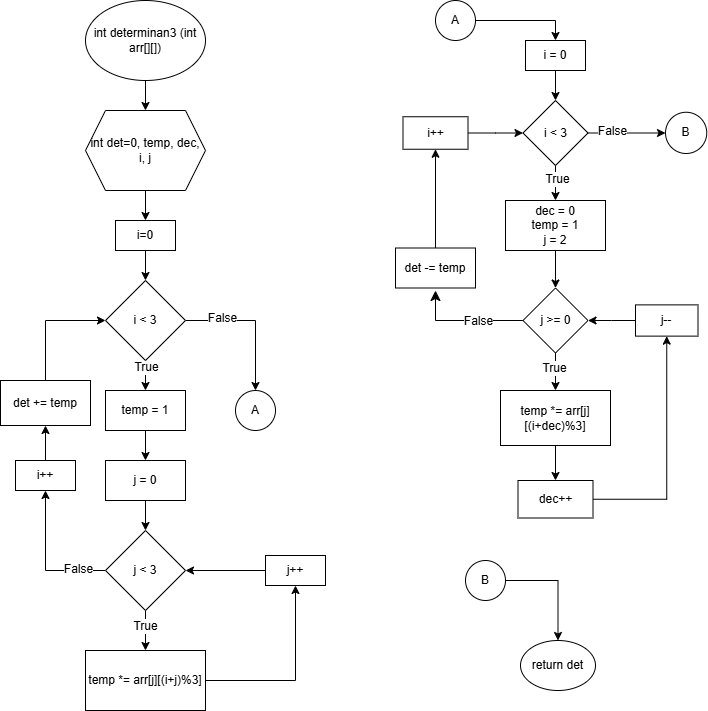 int determinan3 (int
arr[][])
int det=0, temp, dec,
i, j
i=0
i < 3
False
True
A
temp = 1
det += temp
i++
j = 0
j < 3
False
True
j++
temp *= arr[j][(i+j)%3]
A
i = 0
i++
i < 3
False
B
True
dec = 0
temp = 1
j = 2
det -= temp
j >= 0
False
j--
True
temp *= arr[j]
[(i+dec)%3]
dec++
B
return det